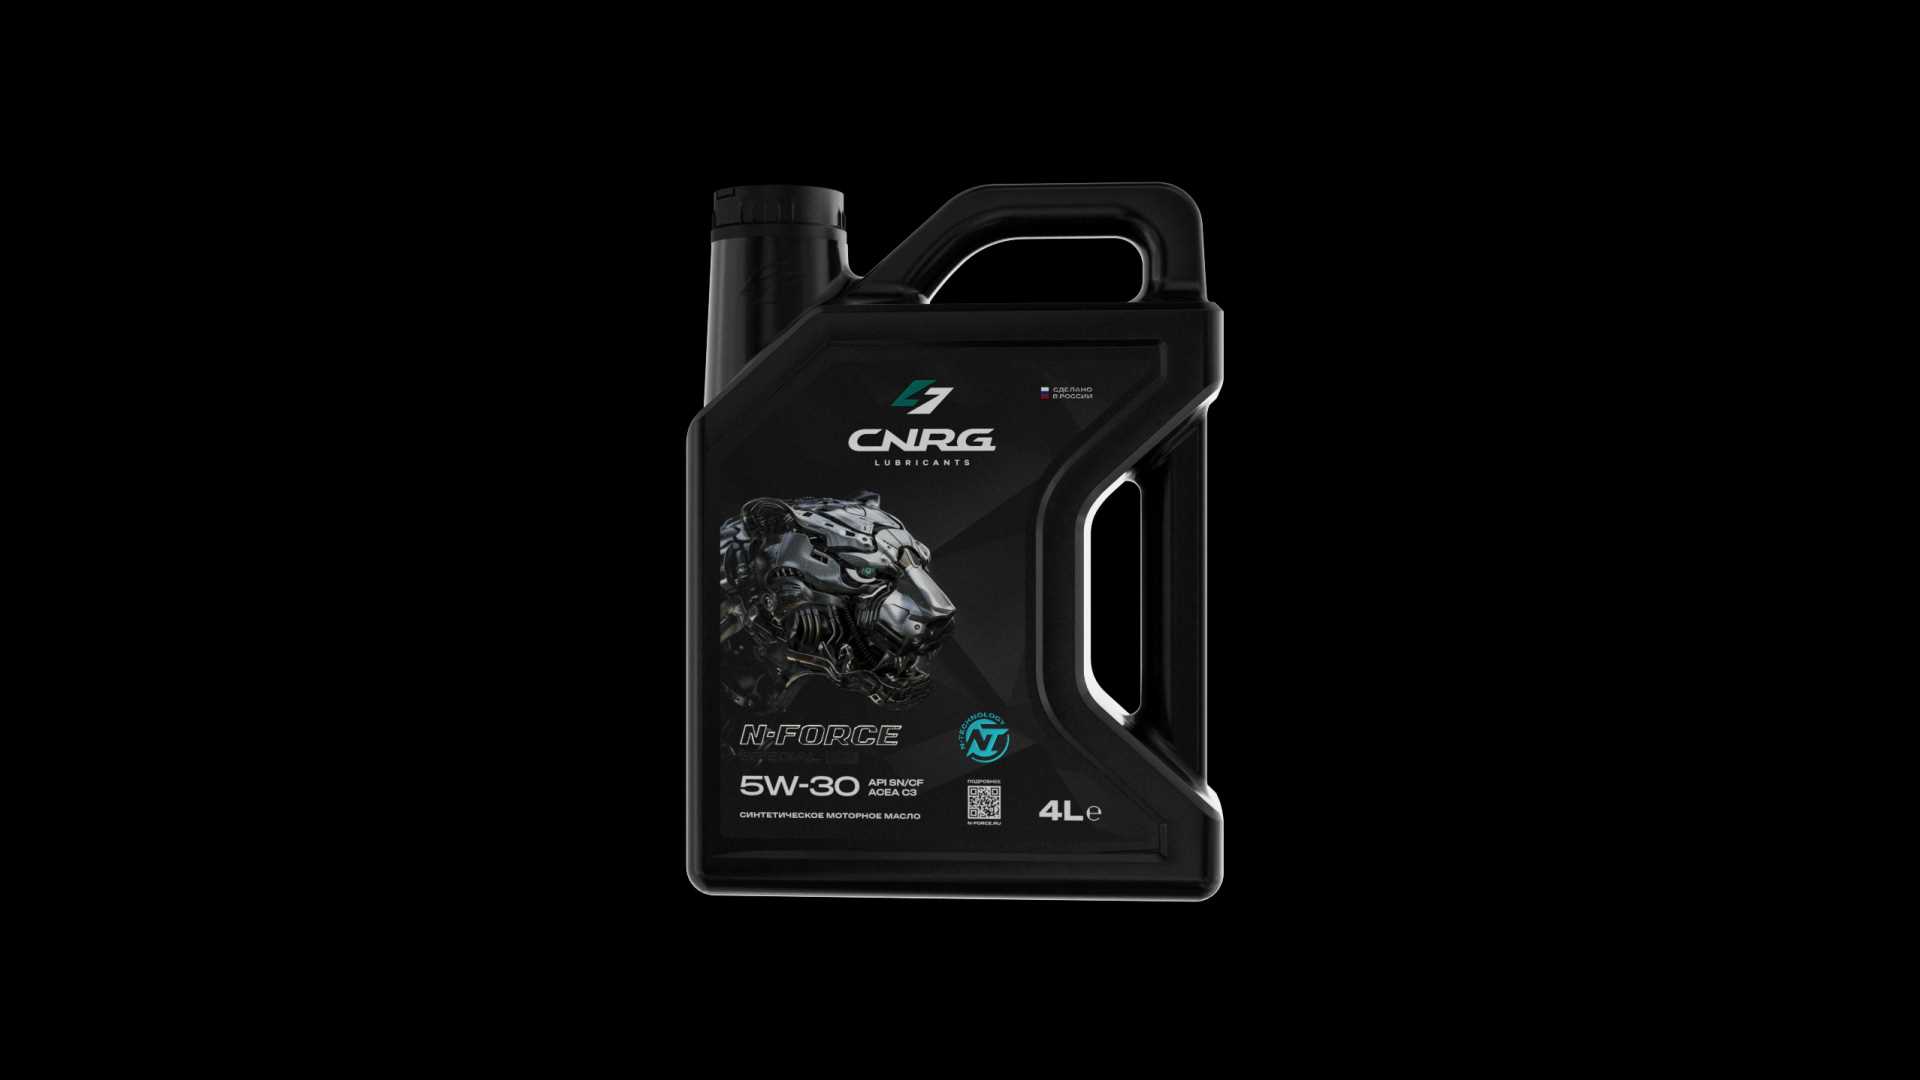 СДЕЛАНО
В РОССИИ
CNRG
LUBRICANTS
N-FORCE
N-TECHNOLOGY
NT
5W-30
API SN/CF
ACEA C3
СИНТЕТИЧЕСКОЕ МОТОРНОЕ МАСЛО
ПОДРОБНЕЕ
N-FORCE.RU
4L e